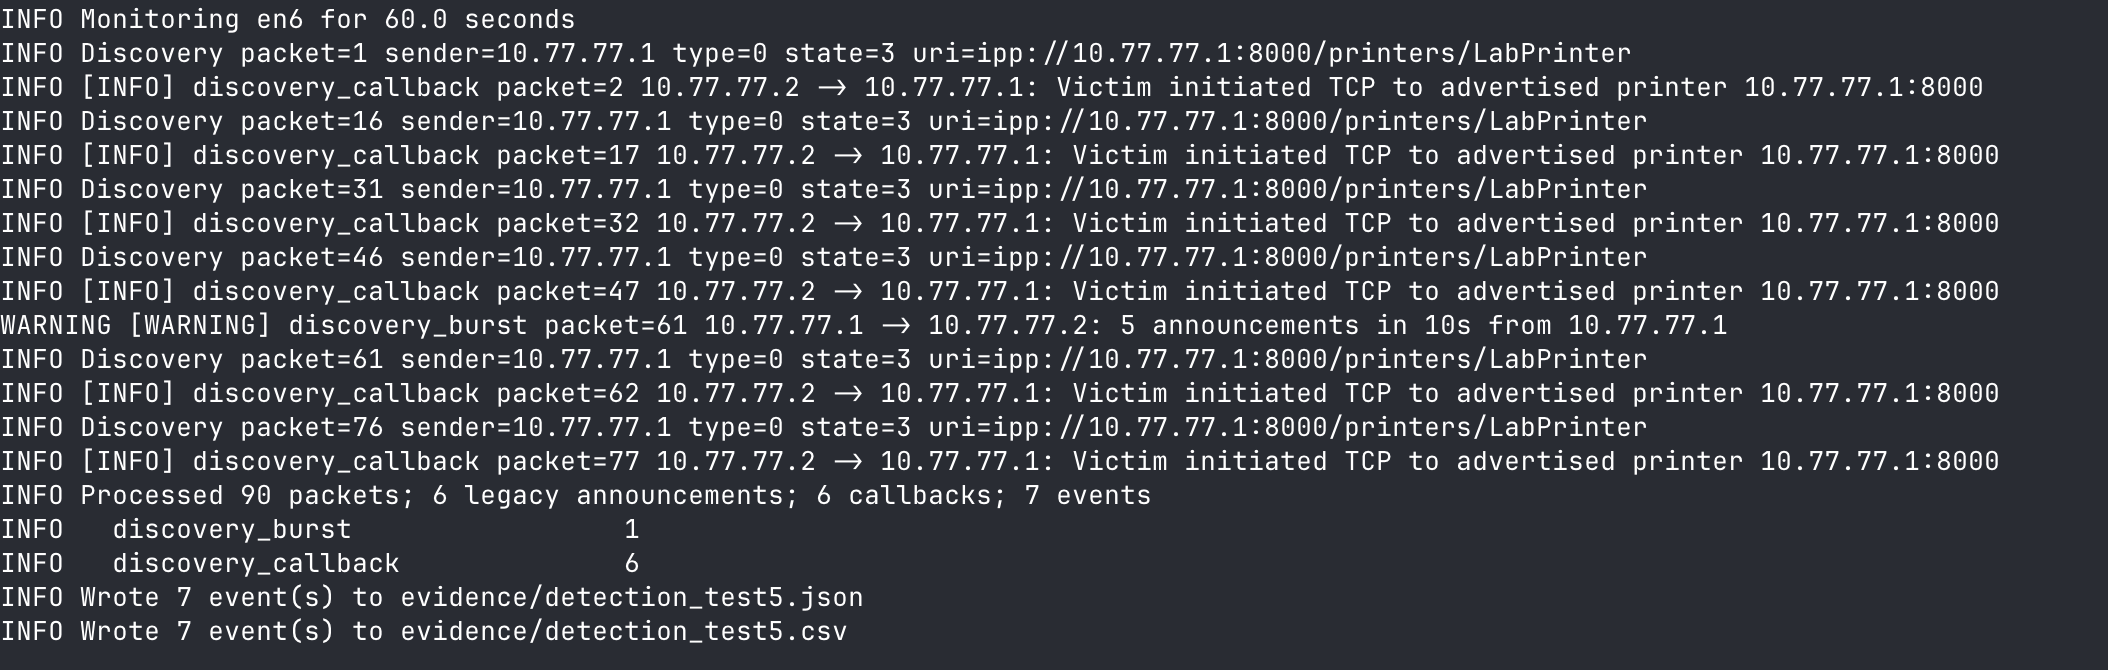 INFO Monitoring en6 for 60.0 seconds
INFO Discovery packet=1 sender=10.77.77.1 type=0 state=3 uri=ipp://10.77.77.1:8000/printers/LabPrinter
INFO [INFO] discovery_callback packet=2 10.77.77.2 -> 10.77.77.1: Victim initiated TCP to advertised printer 10.77.77.1:8000
INFO Discovery packet=16 sender=10.77.77.1 type=0 state=3 uri=ipp://10.77.77.1:8000/printers/LabPrinter
INFO [INFO] discovery_callback packet=17 10.77.77.2 -> 10.77.77.1: Victim initiated TCP to advertised printer 10.77.77.1:8000
INFO Discovery packet=31 sender=10.77.77.1 type=0 state=3 uri=ipp://10.77.77.1:8000/printers/LabPrinter
INFO [INFO] discovery_callback packet=32 10.77.77.2 -> 10.77.77.1: Victim initiated TCP to advertised printer 10.77.77.1:8000
INFO Discovery packet=46 sender=10.77.77.1 type=0 state=3 uri=ipp://10.77.77.1:8000/printers/LabPrinter
INFO [INFO] discovery_callback packet=47 10.77.77.2 -> 10.77.77.1: Victim initiated TCP to advertised printer 10.77.77.1:8000
WARNING [WARNING] discovery_burst packet=61 10.77.77.1 -> 10.77.77.2: 5 announcements in 10s from 10.77.77.1
INFO Discovery packet=61 sender=10.77.77.1 type=0 state=3 uri=ipp://10.77.77.1:8000/printers/LabPrinter
INFO [INFO] discovery_callback packet=62 10.77.77.2 -> 10.77.77.1: Victim initiated TCP to advertised printer 10.77.77.1:8000
INFO Discovery packet=76 sender=10.77.77.1 type=0 state=3 uri=ipp://10.77.77.1:8000/printers/LabPrinter
INFO [INFO] discovery_callback packet=77 10.77.77.2 -> 10.77.77.1: Victim initiated TCP to advertised printer 10.77.77.1:8000
INFO Processed 90 packets; 6 legacy announcements; 6 callbacks; 7 events
INFO   discovery_burst                 1
INFO   discovery_callback              6
INFO Wrote 7 event(s) to evidence/detection_test5.json
INFO Wrote 7 event(s) to evidence/detection_test5.csv